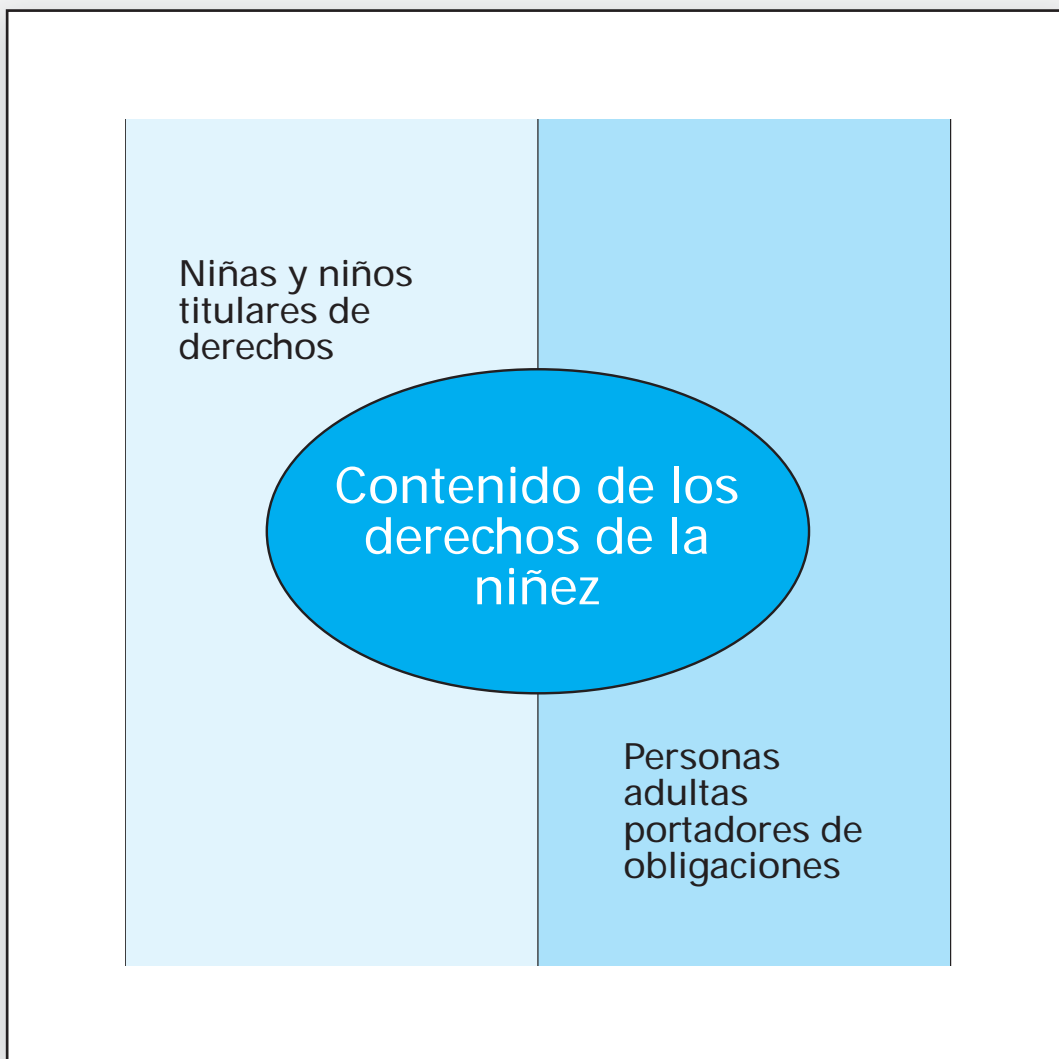 Niñas y niños
titulares de
derechos
Contenido de los
derechos de la
niñez
Personas
adultas
portadores de
obligaciones